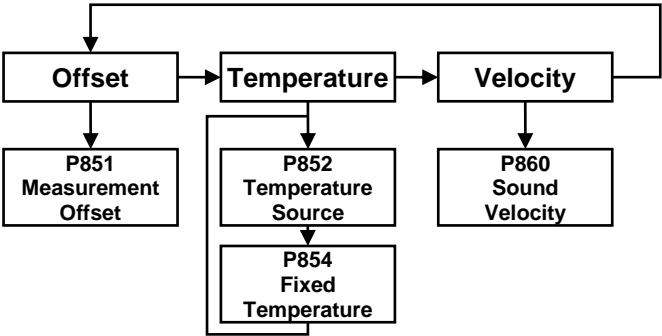 Offset
Temperature
Velocity
P851
Measurement
Offset
P852
Temperature
Source
P860
Sound
Velocity
P854
Fixed
Temperature